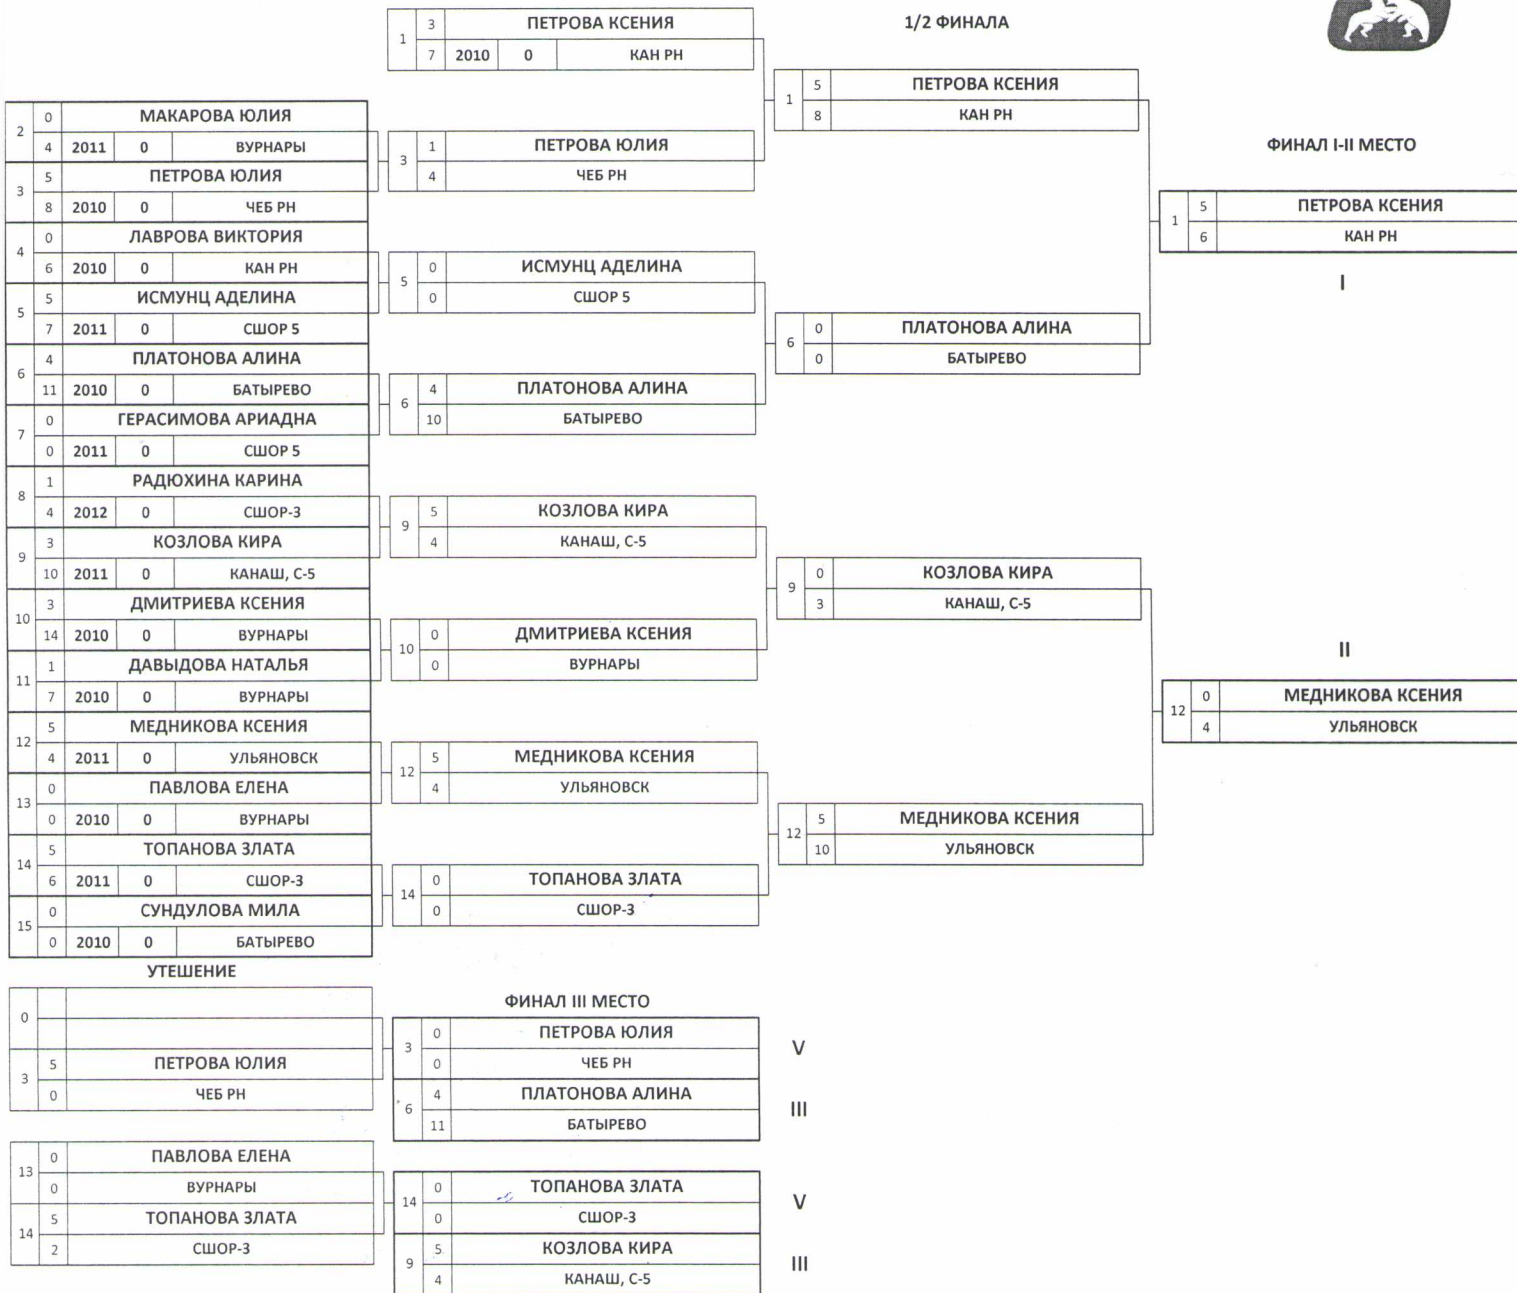 1 3 ПЕТРОВА КСЕНИЯ
7 2010 0 КАН РН
1/2 ФИНАЛА
2 0 МАКАРОВА ЮЛИЯ
4 2011 0 ВУРНАРЫ
3 5 ПЕТРОВА ЮЛИЯ
8 2010 0 ЧЕБ РН
4 0 ЛАВРОВА ВИКТОРИЯ
6 2010 0 КАН РН
5 5 ИСМУНЦ АДЕЛИНА
7 2011 0 СШОР 5
6 4 ПЛАТОНОВА АЛИНА
11 2010 0 БАТЫРЕВО
7 0 ГЕРАСИМОВА АРИАДНА
0 2011 0 СШОР 5
8 1 РАДЮХИНА КАРИНА
4 2012 0 СШОР-3
9 3 КОЗЛОВА КИРА
10 2011 0 КАНАШ, С-5
10 3 ДМИТРИЕВА КСЕНИЯ
14 2010 0 ВУРНАРЫ
11 1 ДАВЫДОВА НАТАЛЬЯ
7 2010 0 ВУРНАРЫ
12 5 МЕДНИКОВА КСЕНИЯ
4 2011 0 УЛЬЯНОВСК
13 0 ПАВЛОВА ЕЛЕНА
0 2010 0 ВУРНАРЫ
14 5 ТОПАНОВА ЗЛАТА
6 2011 0 СШОР-3
15 0 СУНДУЛОВА МИЛА
0 2010 0 БАТЫРЕВО
3 1 ПЕТРОВА ЮЛИЯ
4 ЧЕБ РН
5 0 ИСМУНЦ АДЕЛИНА
0 СШОР 5
6 4 ПЛАТОНОВА АЛИНА
10 БАТЫРЕВО
9 5 КОЗЛОВА КИРА
4 КАНАШ, С-5
10 0 ДМИТРИЕВА КСЕНИЯ
0 ВУРНАРЫ
12 5 МЕДНИКОВА КСЕНИЯ
4 УЛЬЯНОВСК
14 0 ТОПАНОВА ЗЛАТА
0 СШОР-3
1 5 ПЕТРОВА КСЕНИЯ
8 КАН РН
6 0 ПЛАТОНОВА АЛИНА
0 БАТЫРЕВО
9 0 КОЗЛОВА КИРА
3 КАНАШ, С-5
12 5 МЕДНИКОВА КСЕНИЯ
10 УЛЬЯНОВСК
ФИНАЛ I-II МЕСТО
1 5 ПЕТРОВА КСЕНИЯ
6 КАН РН
I
II
12 0 МЕДНИКОВА КСЕНИЯ
4 УЛЬЯНОВСК
УТЕШЕНИЕ
0
3 5 ПЕТРОВА ЮЛИЯ
0 ЧЕБ РН
13 0 ПАВЛОВА ЕЛЕНА
0 ВУРНАРЫ
14 5 ТОПАНОВА ЗЛАТА
2 СШОР-3
ФИНАЛ III МЕСТО
3 0 ПЕТРОВА ЮЛИЯ
0 ЧЕБ РН
V
6 4 ПЛАТОНОВА АЛИНА
11 БАТЫРЕВО
III
14 0 ТОПАНОВА ЗЛАТА
0 СШОР-3
V
9 5 КОЗЛОВА КИРА
4 КАНАШ, С-5
III